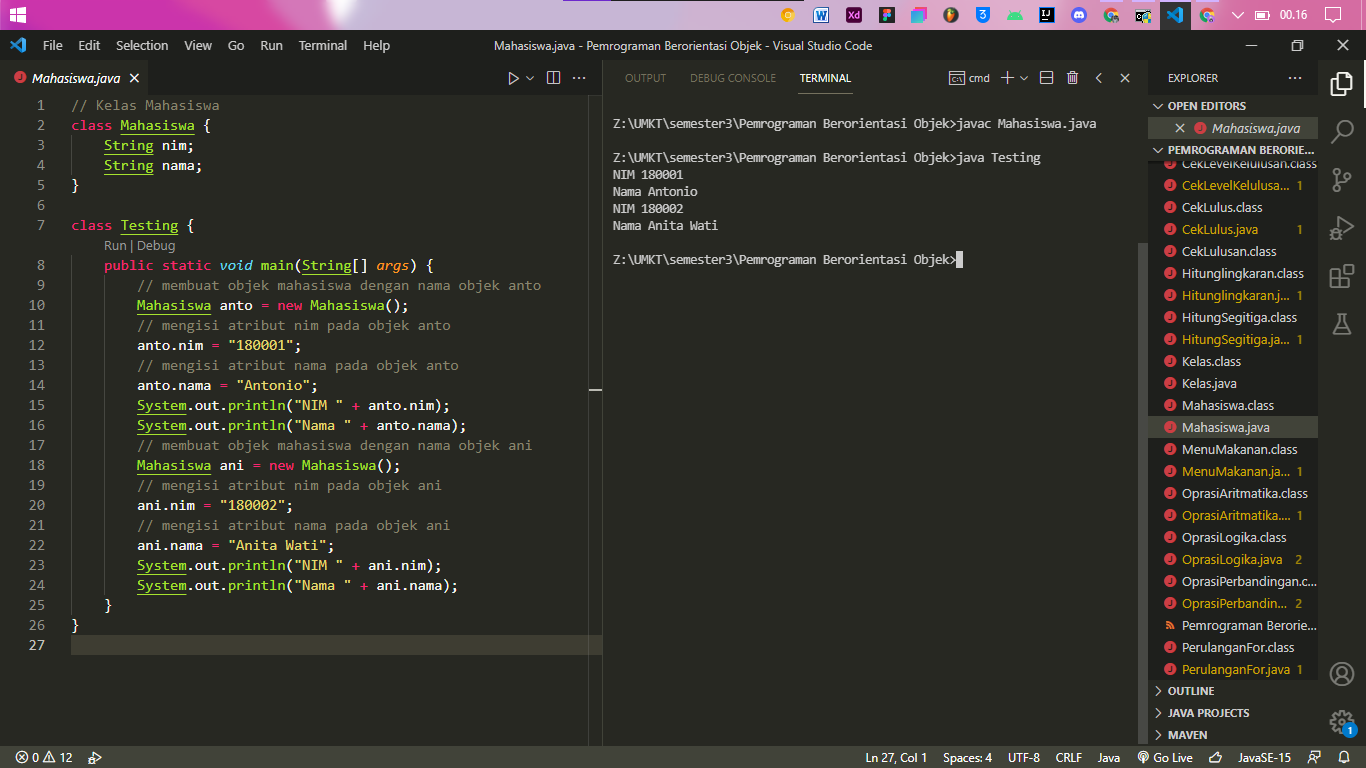 00.16
File Edit Selection View Go Run Terminal Help
Mahasiswa.java - Pemrograman Berorientasi Objek - Visual Studio Code
Mahasiswa.java
1 // Kelas Mahasiswa
2 class Mahasiswa {
3 String nim;
4 String nama;
5 }
6
7 class Testing {
Run | Debug
8 public static void main(String[] args) {
9 // membuat objek mahasiswa dengan nama objek anto
10 Mahasiswa anto = new Mahasiswa();
11 // mengisi atribut nim pada objek anto
12 anto.nim = "180001";
13 // mengisi atribut nama pada objek anto
14 anto.nama = "Antonio";
15 System.out.println("NIM " + anto.nim);
16 System.out.println("Nama " + anto.nama);
17 // membuat objek mahasiswa dengan nama objek ani
18 Mahasiswa ani = new Mahasiswa();
19 // mengisi atribut nim pada objek ani
20 ani.nim = "180002";
21 // mengisi atribut nama pada objek ani
22 ani.nama = "Anita Wati";
23 System.out.println("NIM " + ani.nim);
24 System.out.println("Nama " + ani.nama);
25 }
26 }
27
OUTPUT DEBUG CONSOLE TERMINAL
cmd
Z:\UMKT\semester3\Pemrograman Berorientasi Objek>javac Mahasiswa.java
Z:\UMKT\semester3\Pemrograman Berorientasi Objek>java Testing
NIM 180001
Nama Antonio
NIM 180002
Nama Anita Wati
Z:\UMKT\semester3\Pemrograman Berorientasi Objek>
EXPLORER
OPEN EDITORS
Mahasiswa.java
PEMROGRAMAN BERORIE...
CekLevelKelulusan.class
CekLevelKelulusa... 1
CekLulus.class
CekLulus.java 1
CekLulusan.class
Hitunglingkaran.class
Hitunglingkaran.j... 1
HitungSegitiga.class
HitungSegitiga.ja... 1
Kelas.class
Kelas.java
Mahasiswa.class
Mahasiswa.java
MenuMakanan.class
MenuMakanan.ja... 1
OprasiAritmatika.class
OprasiAritmatika.... 1
OprasiLogika.class
OprasiLogika.java 2
OprasiPerbandingan.c...
OprasiPerbandin... 2
Pemrograman Berorie...
PerulanganFor.class
PerulanganFor.java 1
OUTLINE
JAVA PROJECTS
MAVEN
1
0 12
Ln 27, Col 1 Spaces: 4 UTF-8 CRLF Java Go Live JavaSE-15